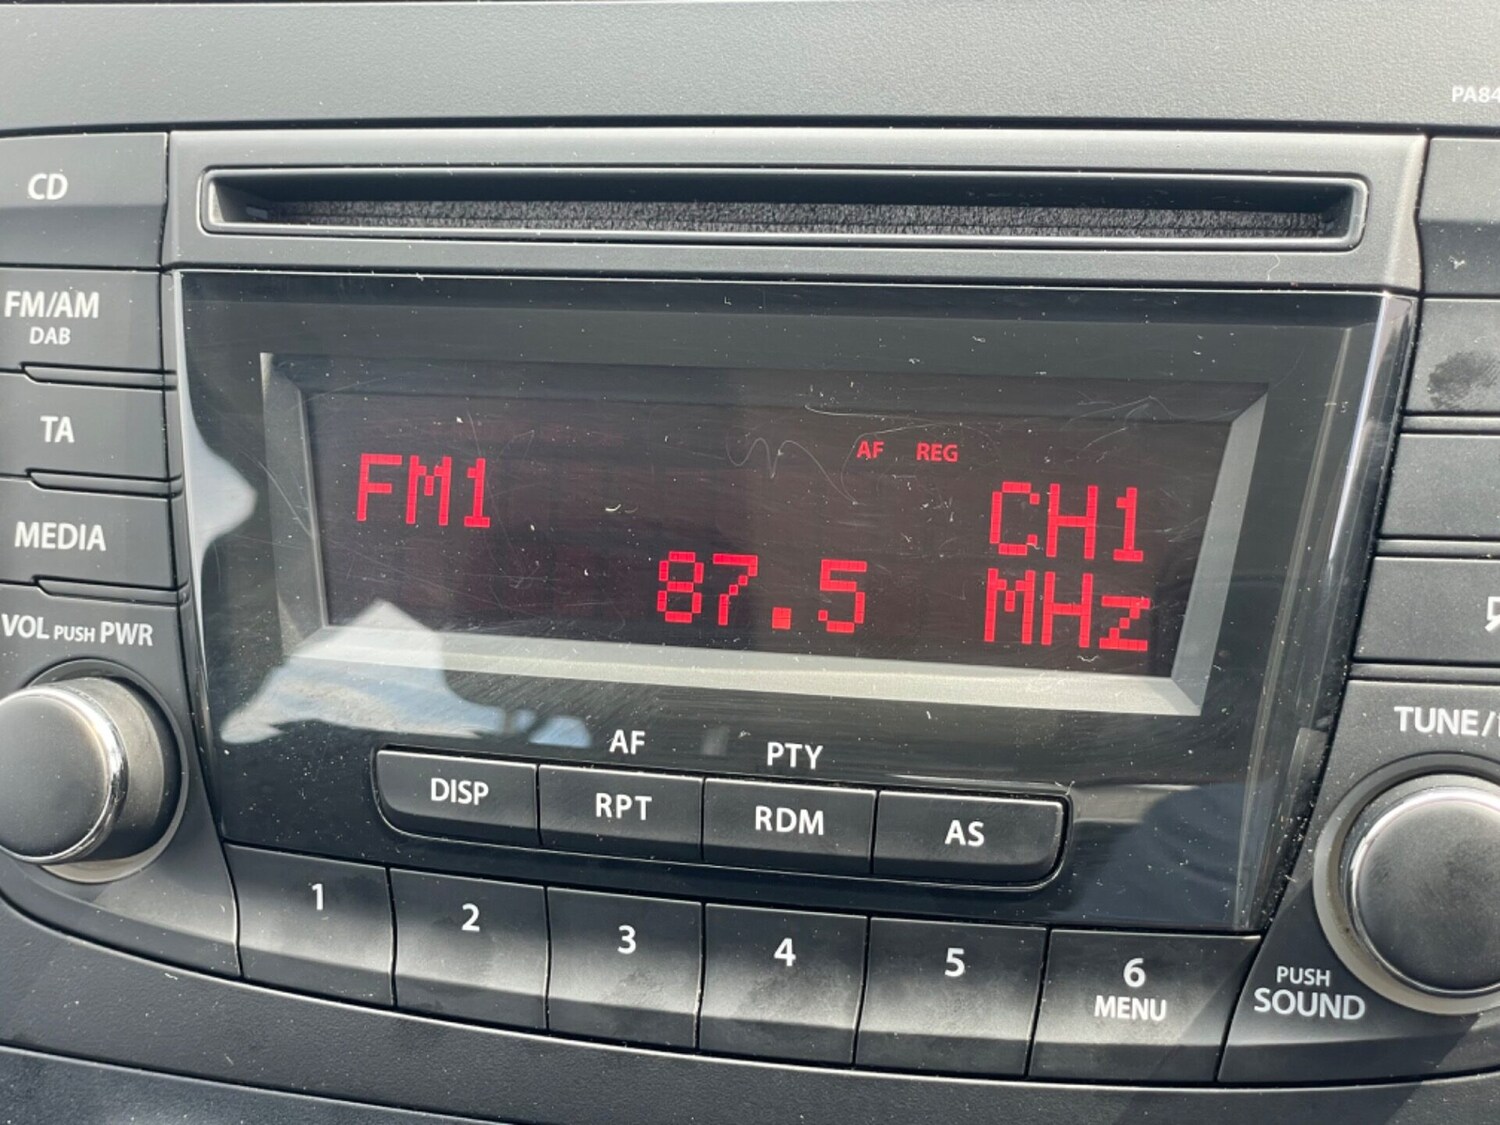 PA84
CD
FM/AM
DAB
TA
MEDIA
VOL PUSH PWR
AF REG
FM1 CH1
87.5 MHz
TUNE/
AF PTY
DISP RPT RDM AS
1 2 3 4 5 6
MENU
PUSH
SOUND